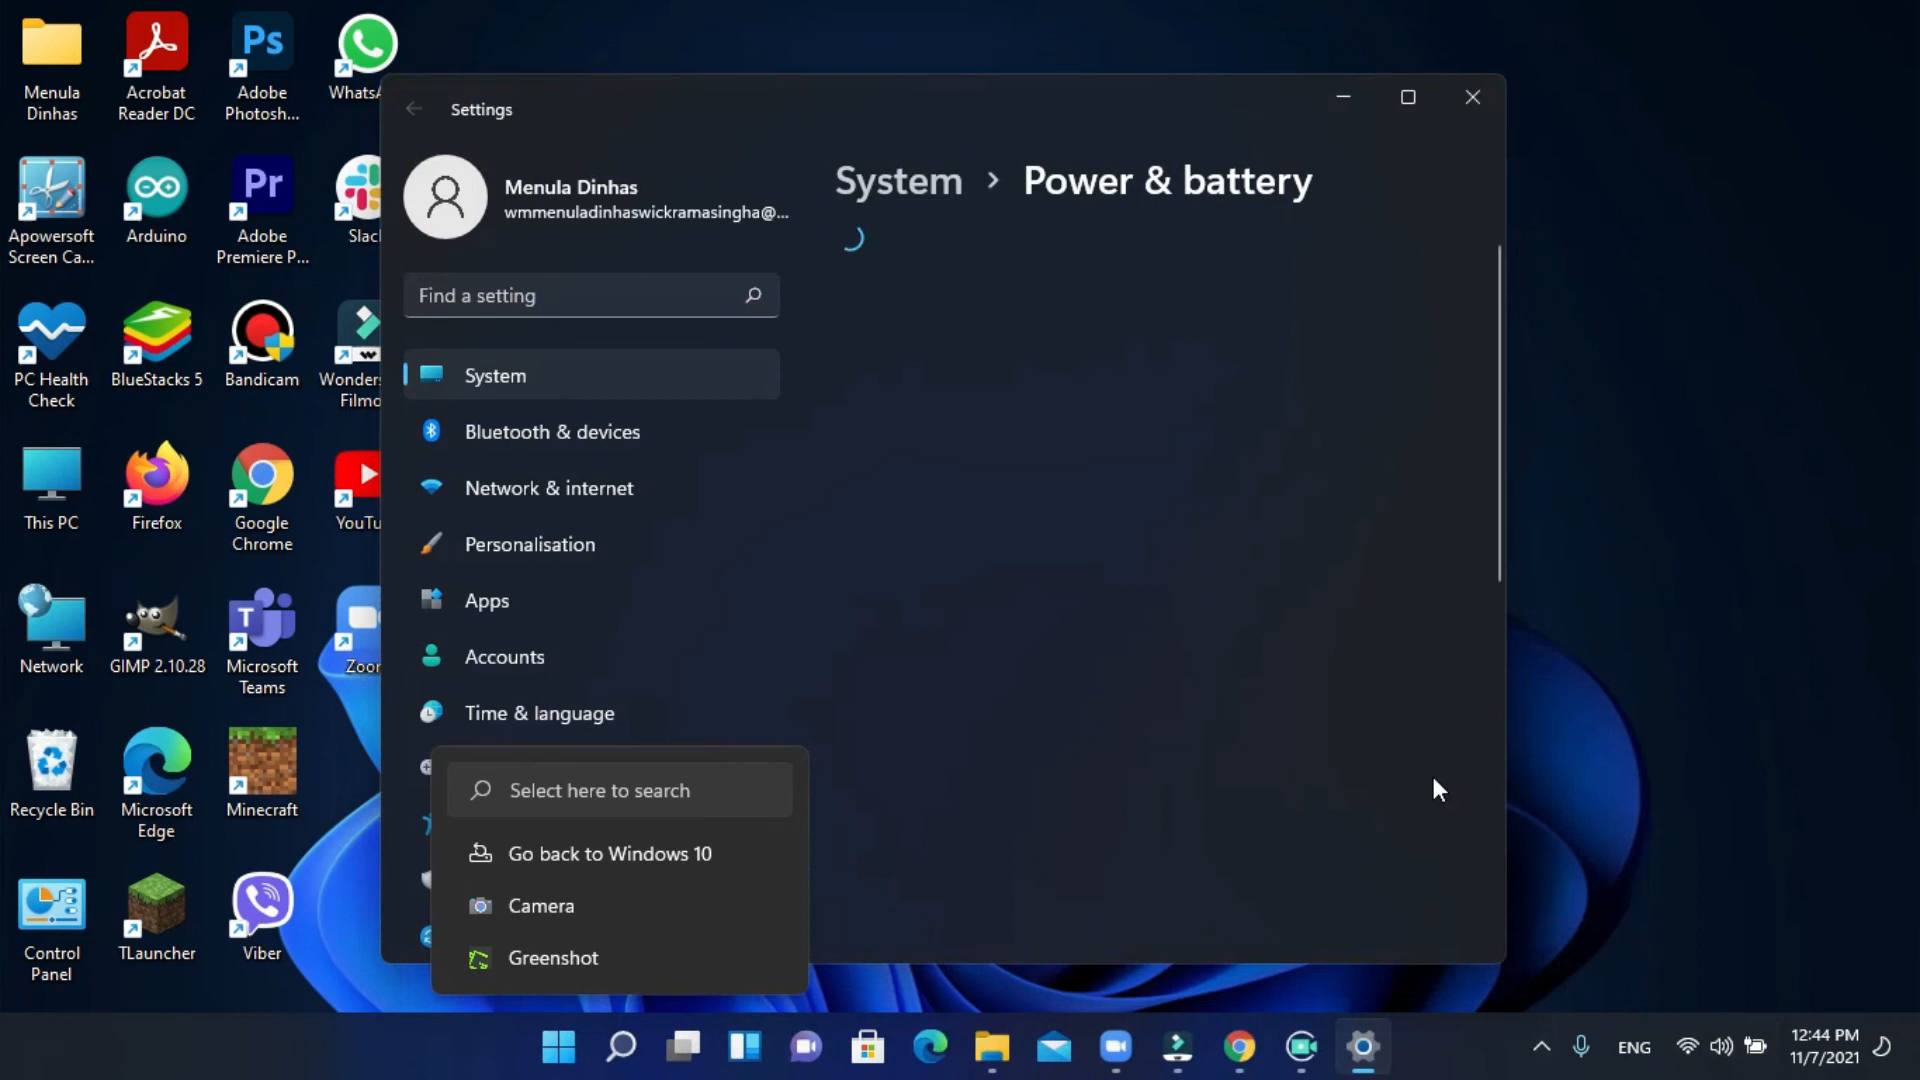 Menula
Dinhas
Acrobat
Reader DC
Adobe
Photosh...
WhatsA
Apowersoft
Screen Ca...
Arduino
Adobe
Premiere P...
Slac
PC Health
Check
BlueStacks 5
Bandicam
Wonders
Filmo
This PC
Firefox
Google
Chrome
YouTu
Network
GIMP 2.10.28
Microsoft
Teams
Zoor
Recycle Bin
Microsoft
Edge
Minecraft
Control
Panel
TLauncher
Viber
Settings
Menula Dinhas
wmmenuladinhaswickramasingha@...
Find a setting
System
Bluetooth & devices
Network & internet
Personalisation
Apps
Accounts
Time & language
System > Power & battery
Select here to search
Go back to Windows 10
Camera
Greenshot
ENG
12:44 PM
11/7/2021